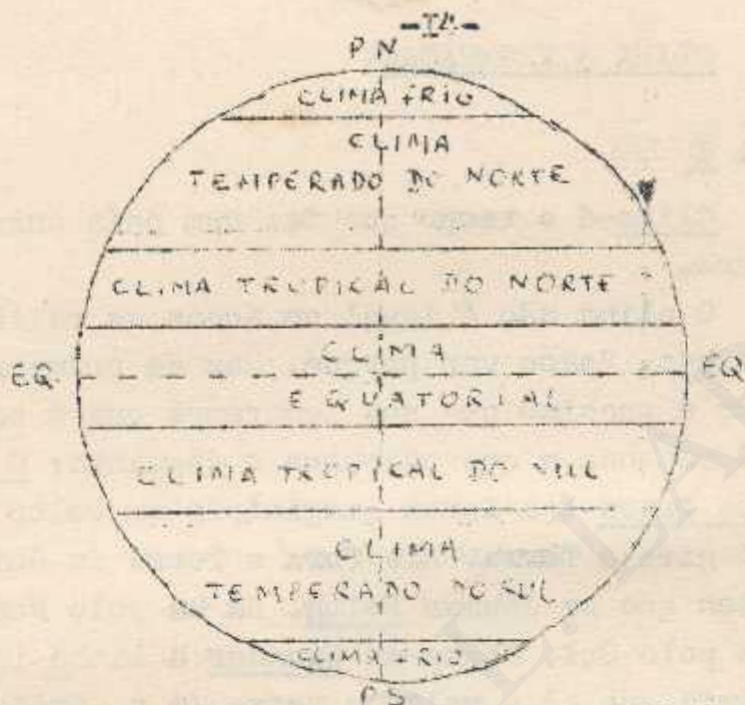 PN
CLIMA FRIO
CLIMA
TEMPERADO DO NORTE
CLIMA TROPICAL DO NORTE
CLIMA
EQ. EQ
EQUATORIAL
CLIMA TROPICAL DO
CLIMA
TEMPERADO DO SUL
CLIMA FRIO
PS